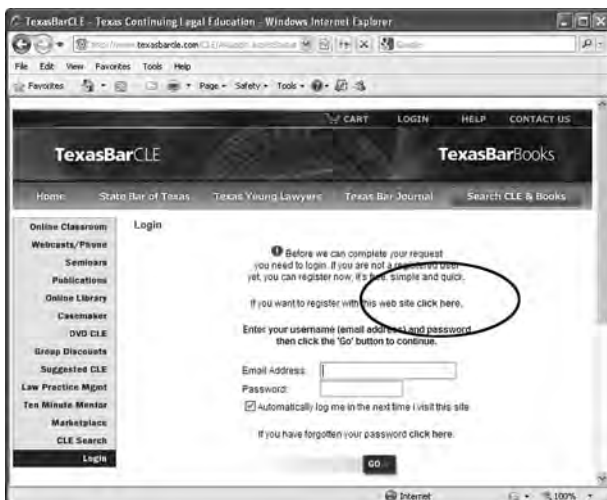 TexasBarCLE - Texas Continuing Legal Education - Windows Internet Explorer
texasbarcle.com
File Edit View Favorites Tools Help
Favorites Page Safety Tools
CART LOGIN HELP CONTACT US
TexasBarCLE TexasBarBooks
Home State Bar of Texas Texas Young Lawyers Texas Bar Journal Search CLE & Books
Online Classroom
Webcasts/Phone
Seminars
Publications
Online Library
Casemaker
DVD CLE
Group Discounts
Suggested CLE
Law Practice Mgmt
Ten Minute Mentor
Marketplace
CLE Search
Login
Login
Before we can complete your request
you need to login. If you are not a registered user
yet, you can register now, it's free, simple and quick.
If you want to register with this web site click here.
Enter your username (email address) and password
then click the 'Go' button to continue.
Email Address:
Password:
Automatically log me in the next time I visit this site
If you have forgotten your password click here.
GO
Internet 100%